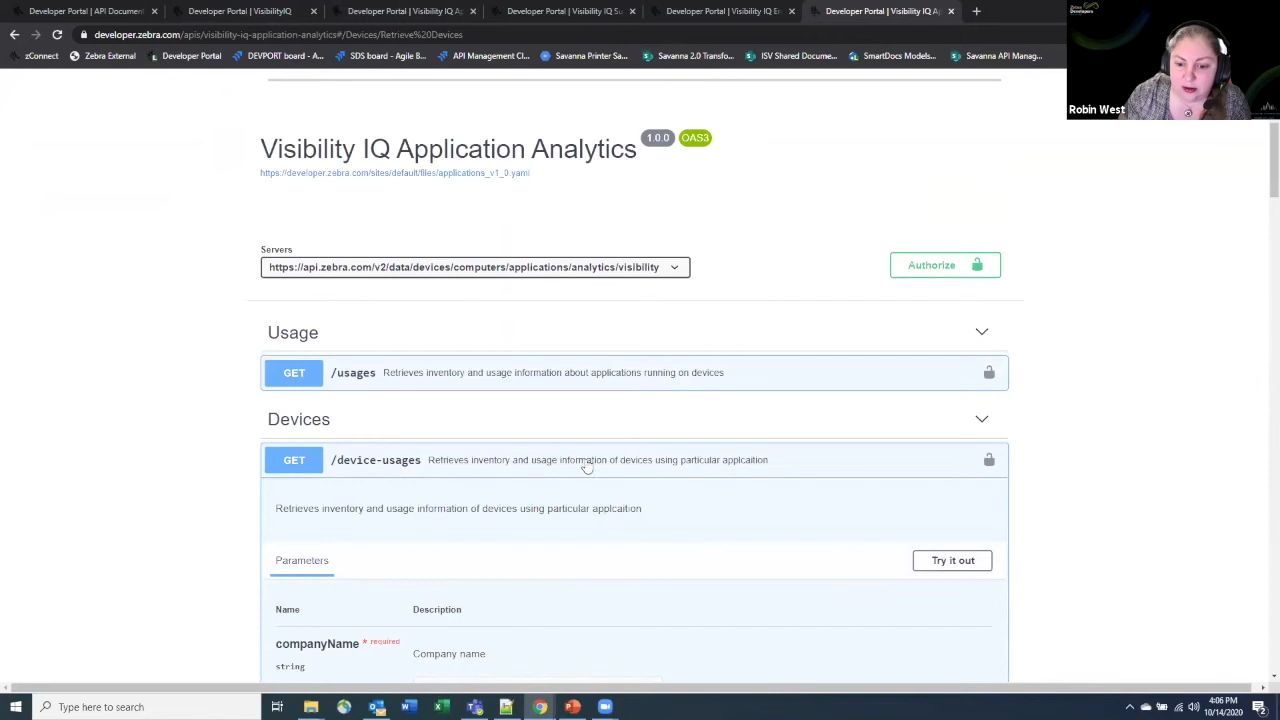 Developer Portal | API Document
Developer Portal | VisibilityIQ
Developer Portal | Visibility IQ Ap
Developer Portal | Visibility IQ Su
Developer Portal | Visibility IQ En
Developer Portal | Visibility IQ Ap
developer.zebra.com/apis/visibility-iq-application-analytics#/Devices/Retrieve%20Devices
zConnect
Zebra External
Developer Portal
DEVPORT board - A...
SDS board - Agile B...
API Management Cl...
Savanna Printer Sa...
Savanna 2.0 Transfo...
ISV Shared Docume...
SmartDocs Models...
Savanna API Man...
Robin West
Visibility IQ Application Analytics
1.0.0
OAS3
https://developer.zebra.com/sites/default/files/applications_v1_0.yaml
Servers
https://api.zebra.com/v2/data/devices/computers/applications/analytics/visibility
Authorize
Usage
GET /usages Retrieves inventory and usage information about applications running on devices
Devices
GET /device-usages Retrieves inventory and usage information of devices using particular applcaition
Retrieves inventory and usage information of devices using particular applcaition
Parameters
Try it out
Name Description
companyName * required
Company name
string
Type here to search
4:06 PM
10/14/2020
2